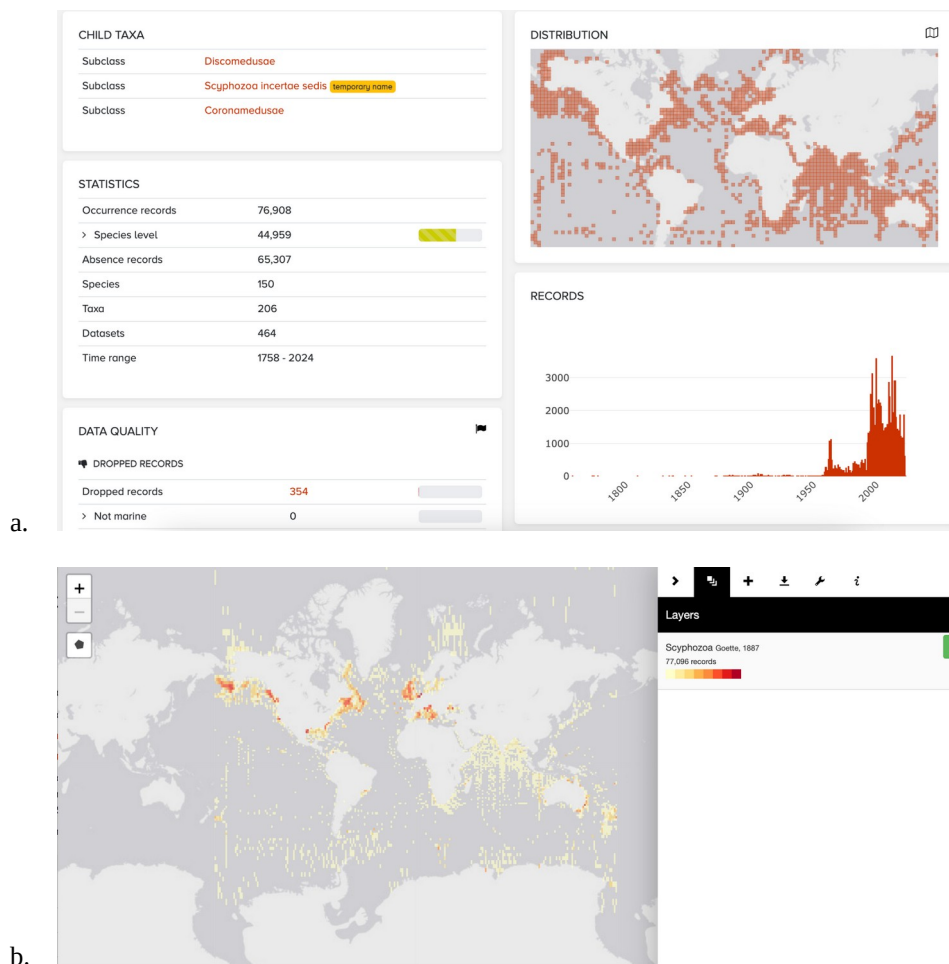 CHILD TAXA
Subclass Discomedusae
Subclass Scyphozoa incertae sedis temporary name
Subclass Coronamedusae
STATISTICS
Occurrence records 76,908
> Species level 44,959
Absence records 65,307
Species 150
Taxa 206
Datasets 464
Time range 1758 - 2024
DATA QUALITY
DROPPED RECORDS
Dropped records 354
> Not marine 0
DISTRIBUTION
RECORDS
3000
2000
1000
0
1800 1850 1900 1950 2000
a.
+
−
i
Layers
Scyphozoa Goette, 1887
77,096 records
b.